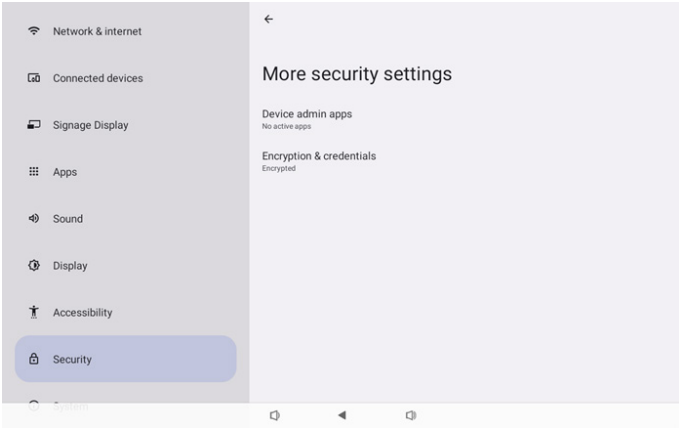 Network & internet
Connected devices
Signage Display
Apps
Sound
Display
Accessibility
Security
System
More security settings
Device admin apps
No active apps
Encryption & credentials
Encrypted